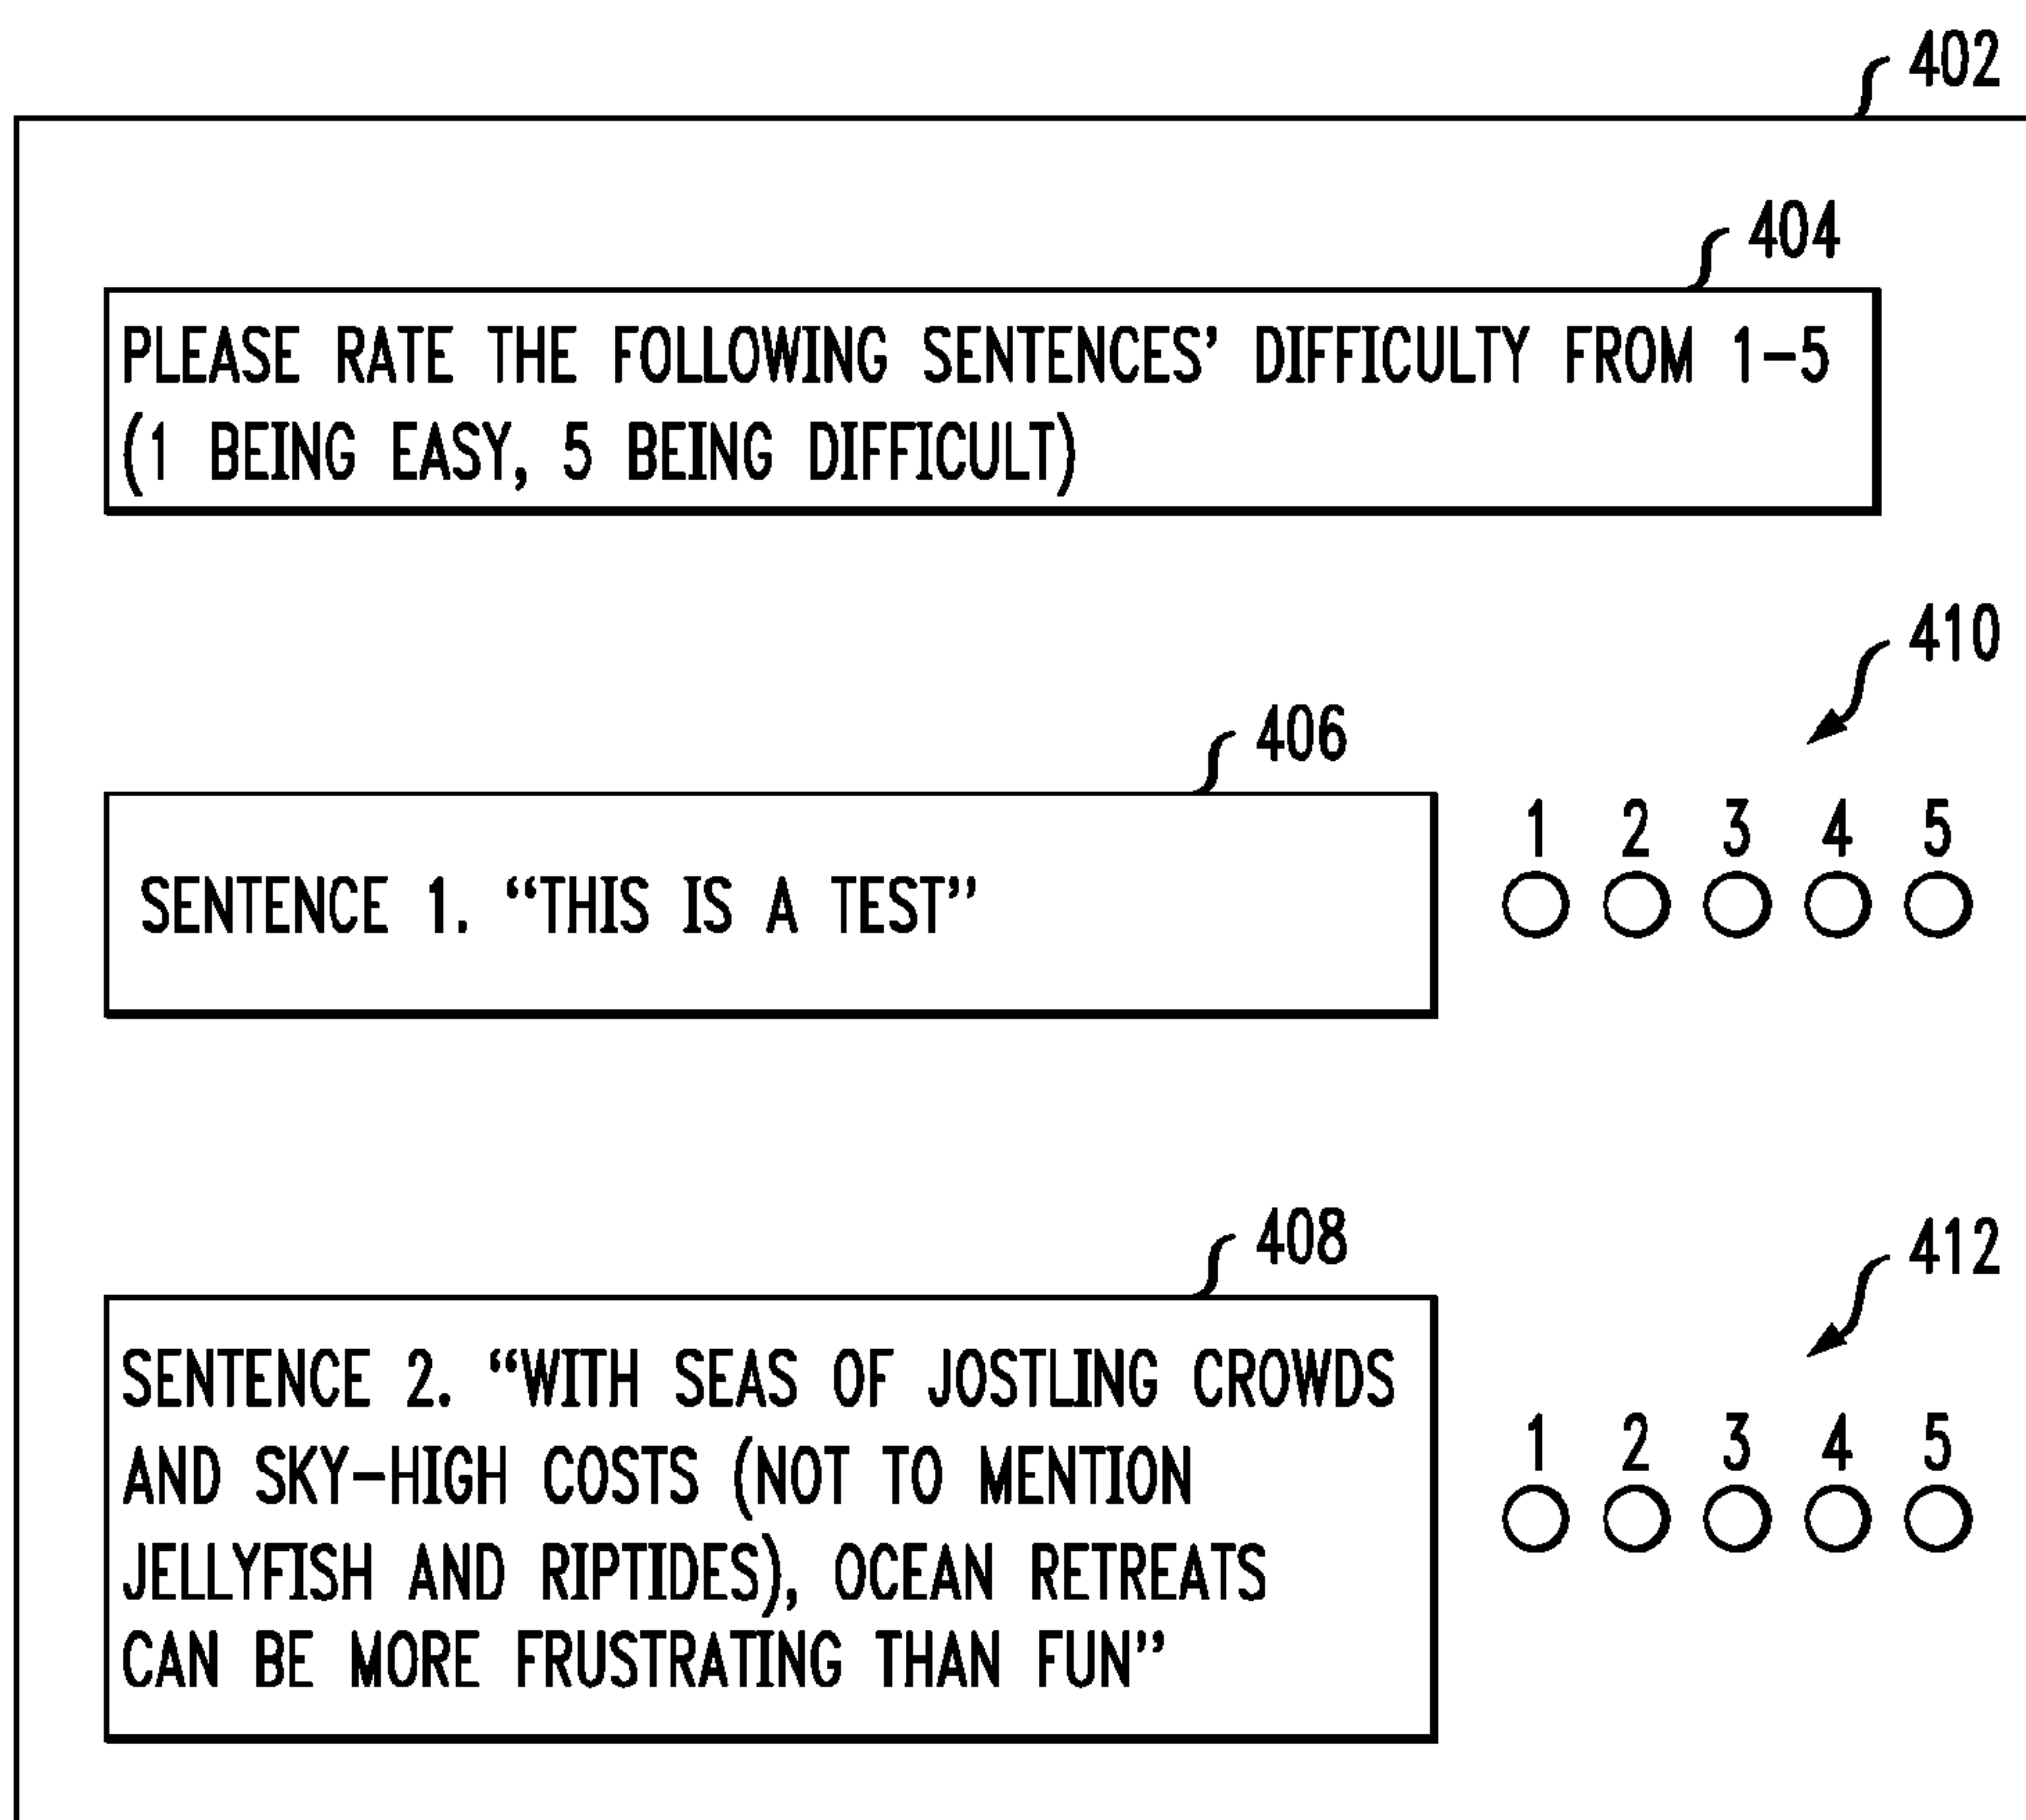 402
404
PLEASE RATE THE FOLLOWING SENTENCES’ DIFFICULTY FROM 1–5
(1 BEING EASY, 5 BEING DIFFICULT)
410
406
1 2 3 4 5
SENTENCE 1. “THIS IS A TEST”
408
412
SENTENCE 2. “WITH SEAS OF JOSTLING CROWDS
AND SKY–HIGH COSTS (NOT TO MENTION
JELLYFISH AND RIPTIDES), OCEAN RETREATS
CAN BE MORE FRUSTRATING THAN FUN”
1 2 3 4 5